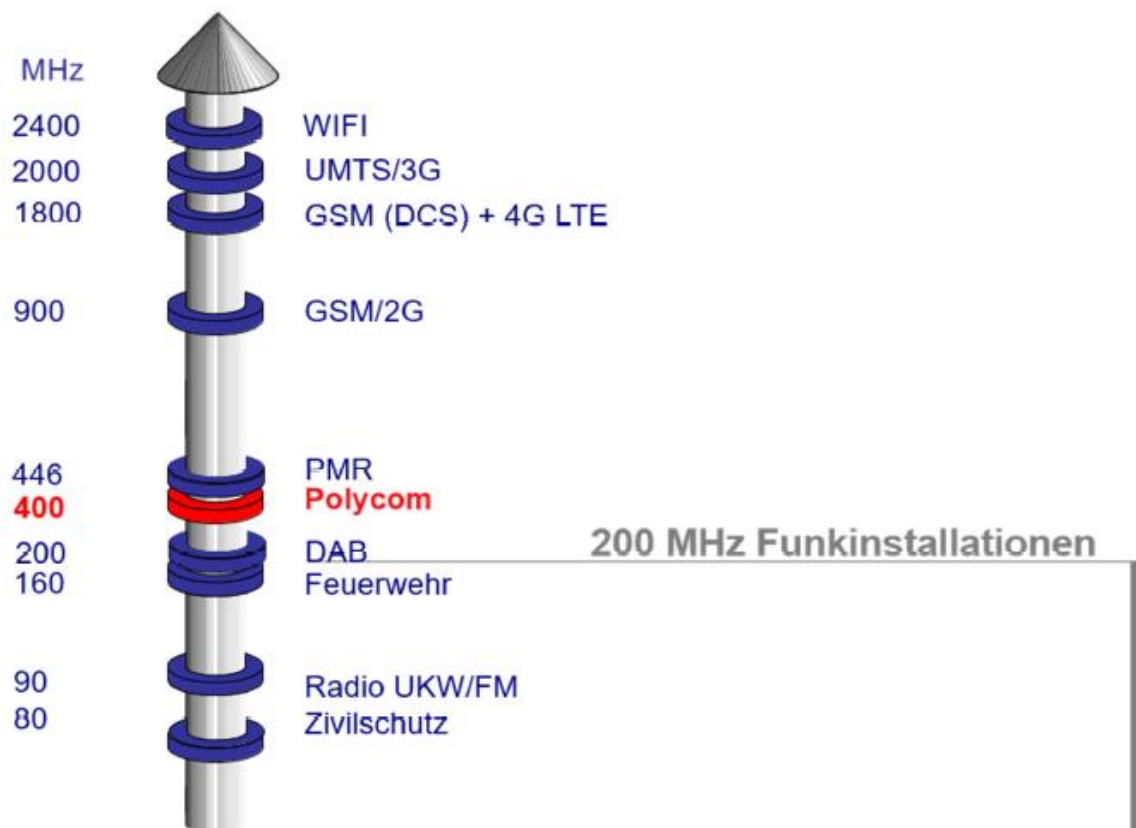 MHz
2400 WIFI
2000 UMTS/3G
1800 GSM (DCS) + 4G LTE
900 GSM/2G
446 PMR
400 Polycom
200 MHz Funkinstallationen
200 DAB
160 Feuerwehr
90 Radio UKW/FM
80 Zivilschutz